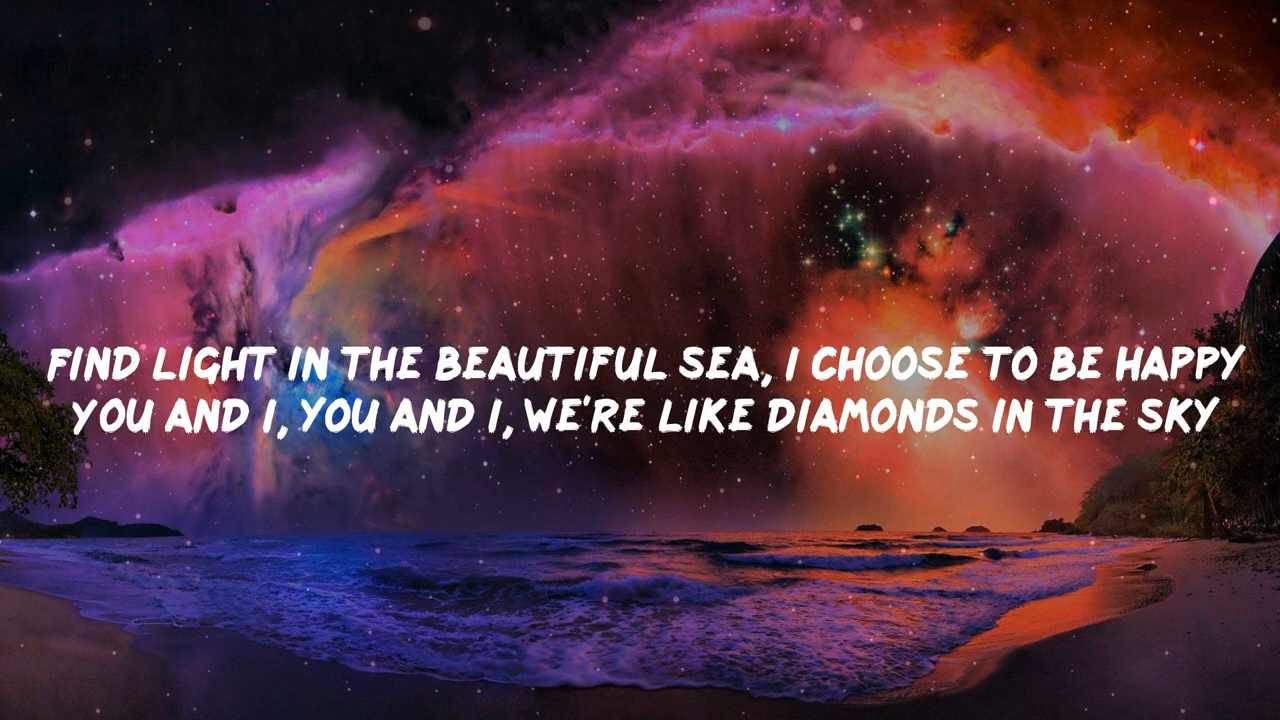 FIND LIGHT IN THE BEAUTIFUL SEA, I CHOOSE TO BE HAPPY
YOU AND I, YOU AND I, WE'RE LIKE DIAMONDS IN THE SKY